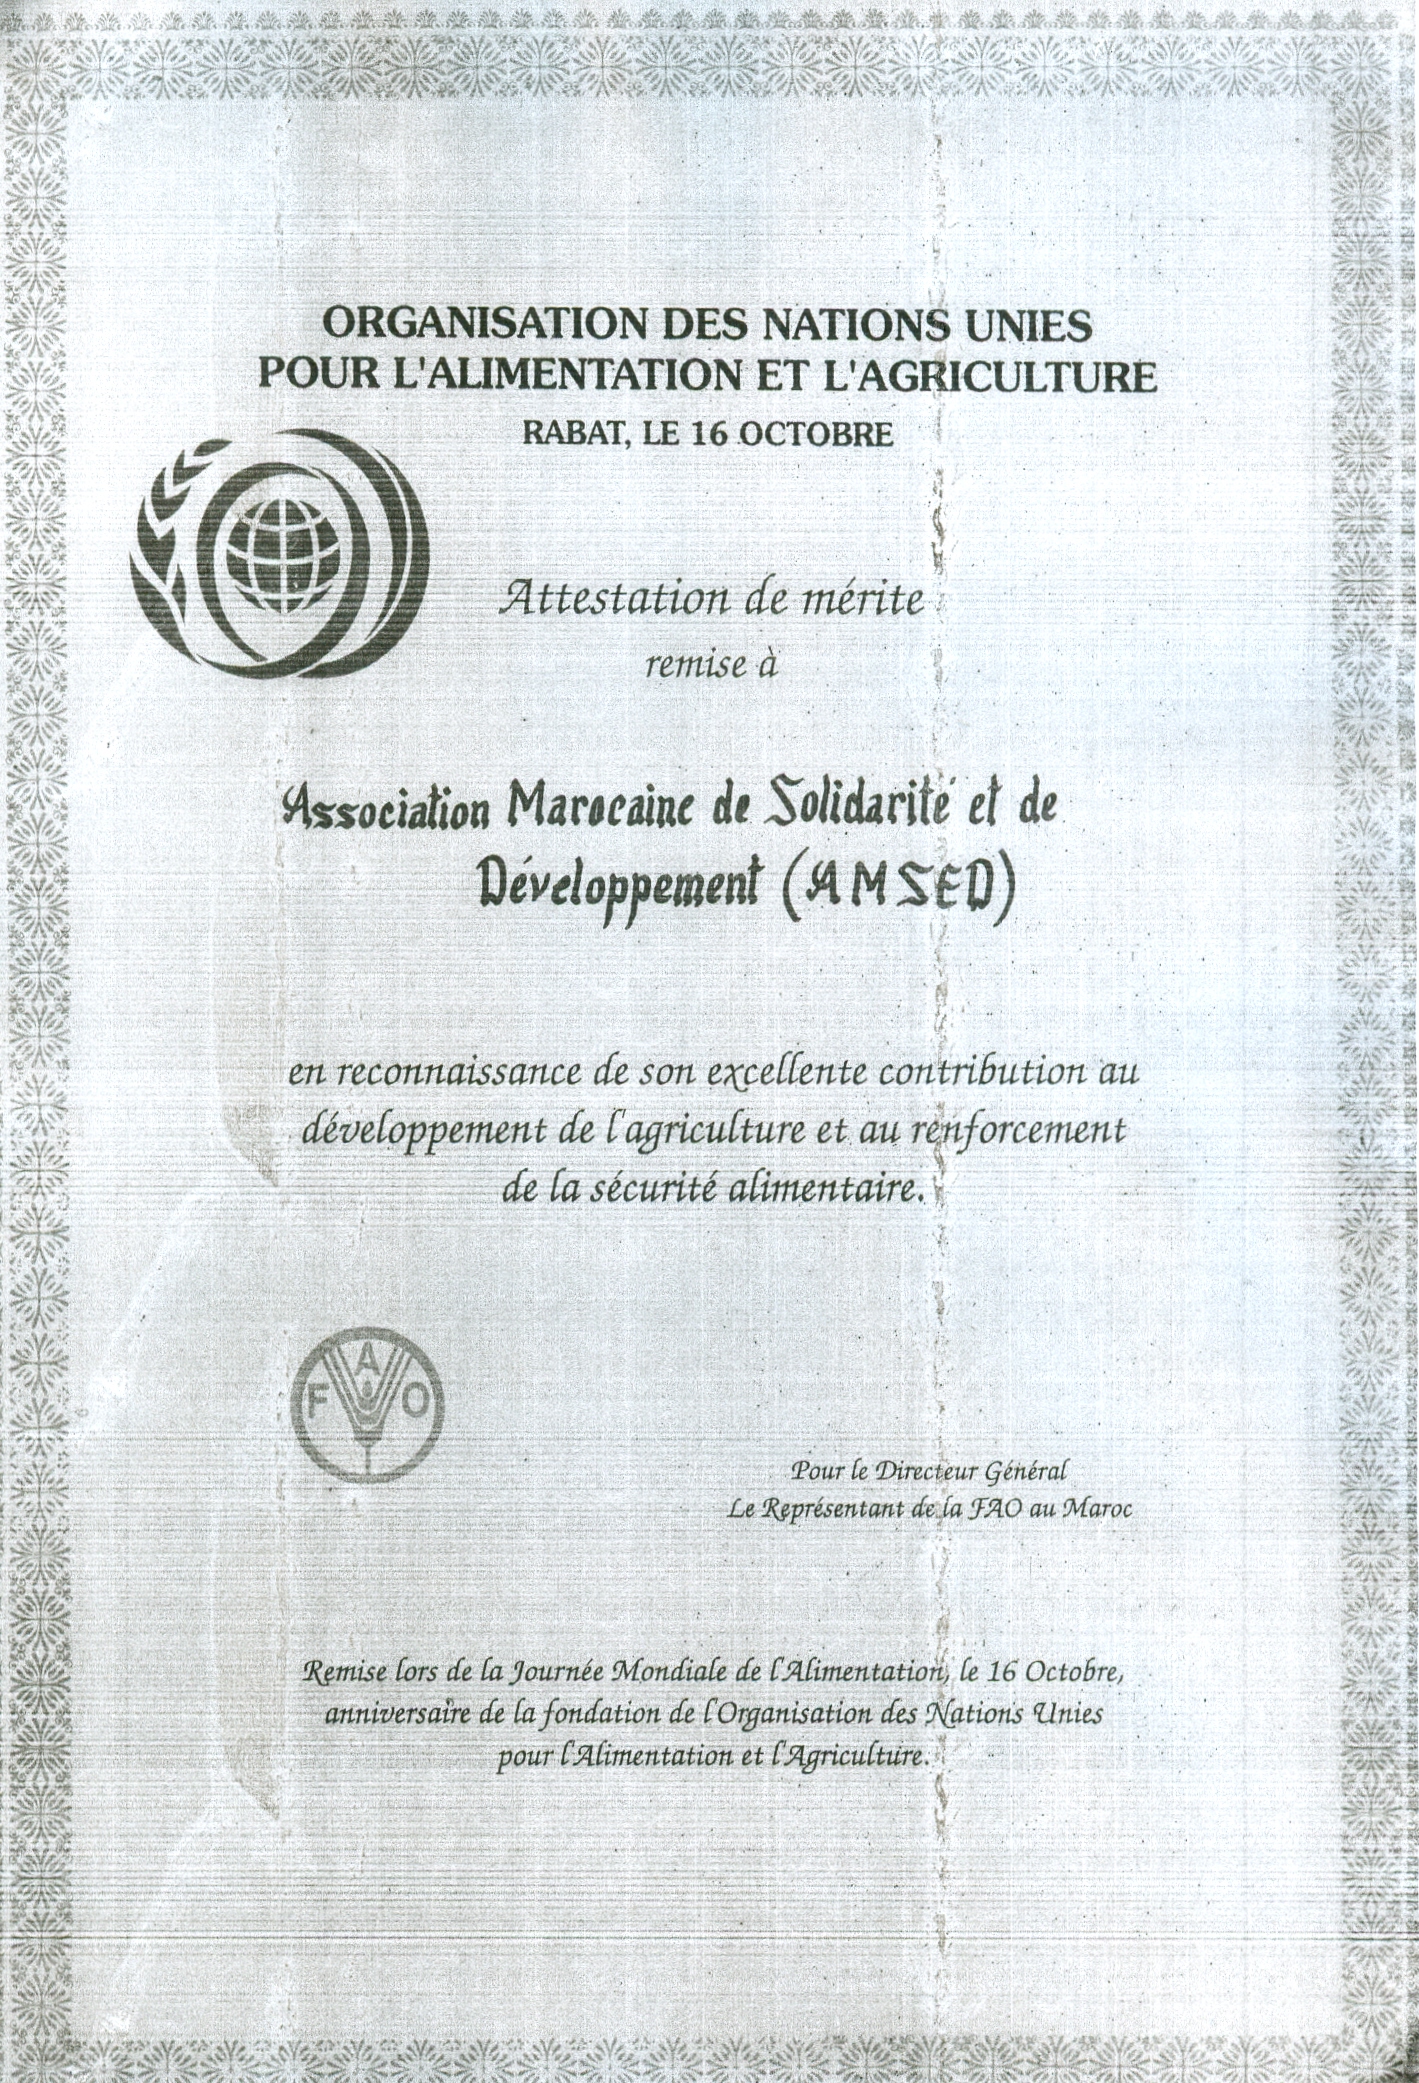 ORGANISATION DES NATIONS UNIES
POUR L'ALIMENTATION ET L'AGRICULTURE
RABAT, LE 16 OCTOBRE
Attestation de mérite
remise à
Association Marocaine de Solidarité et de
Développement (AMSED)
en reconnaissance de son excellente contribution au
développement de l'agriculture et au renforcement
de la sécurité alimentaire.
F A O
Pour le Directeur Général
Le Représentant de la FAO au Maroc
Remise lors de la Journée Mondiale de l'Alimentation, le 16 Octobre,
anniversaire de la fondation de l'Organisation des Nations Unies
pour l'Alimentation et l'Agriculture.